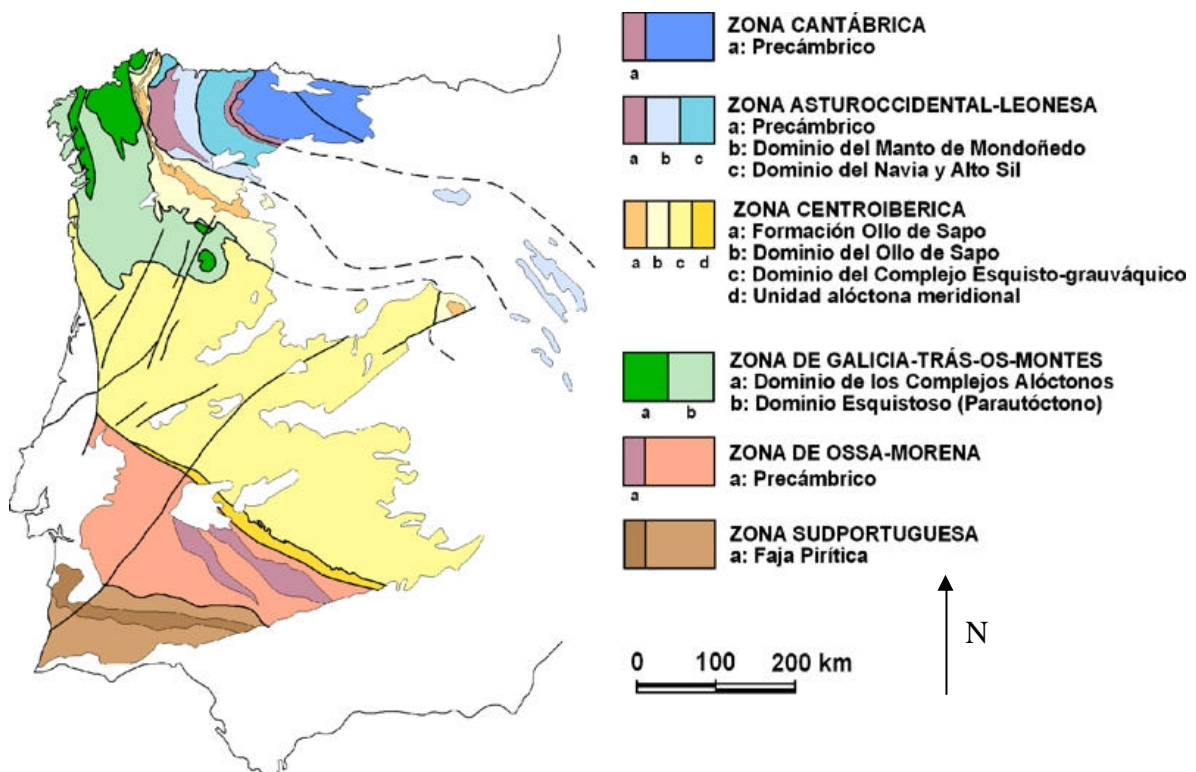 ZONA CANTÁBRICA
a: Precámbrico
a
ZONA ASTUROCCIDENTAL-LEONESA
a: Precámbrico
b: Dominio del Manto de Mondoñedo
c: Dominio del Navia y Alto Sil
a b c
ZONA CENTROIBERICA
a: Formación Ollo de Sapo
b: Dominio del Ollo de Sapo
c: Dominio del Complejo Esquisto-grauváquico
d: Unidad alóctona meridional
a b c d
ZONA DE GALICIA-TRÁS-OS-MONTES
a: Dominio de los Complejos Alóctonos
b: Dominio Esquistoso (Parautóctono)
a b
ZONA DE OSSA-MORENA
a: Precámbrico
a
ZONA SUDPORTUGUESA
a: Faja Pirítica
N
0 100 200 km